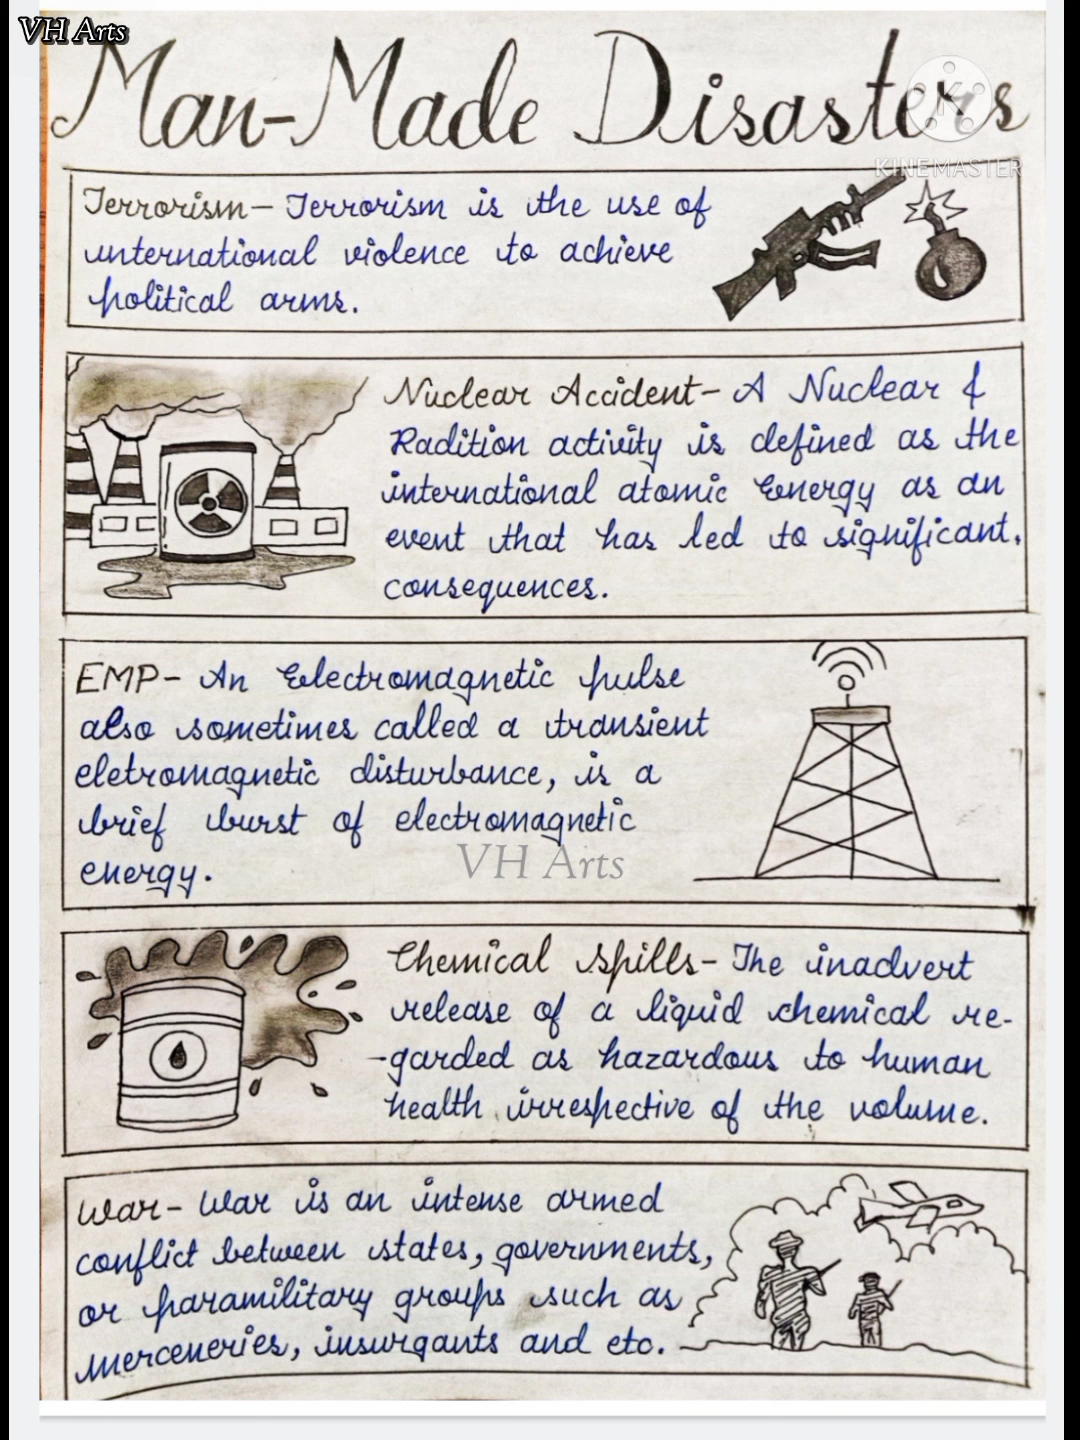 VH Arts
Man-Made Disasters
KINEMASTER
Terrorism- Terrorism is the use of
international violence to achieve
political arms.
Nuclear Accident- A Nuclear &
Radition activity is defined as the
international atomic Energy as an
event that has led to significant.
consequences.
EMP- An Electromagnetic pulse
also sometimes called a transient
eletromagnetic disturbance, is a
brief burst of electromagnetic
energy.
VH Arts
Chemical Spills- The inadvert
release of a liquid chemical re-
-garded as hazardous to human
health irrespective of the volume.
War- War is an intense armed
conflict between states, governments,
or paramilitary groups such as
merceneries, insurgants and etc.